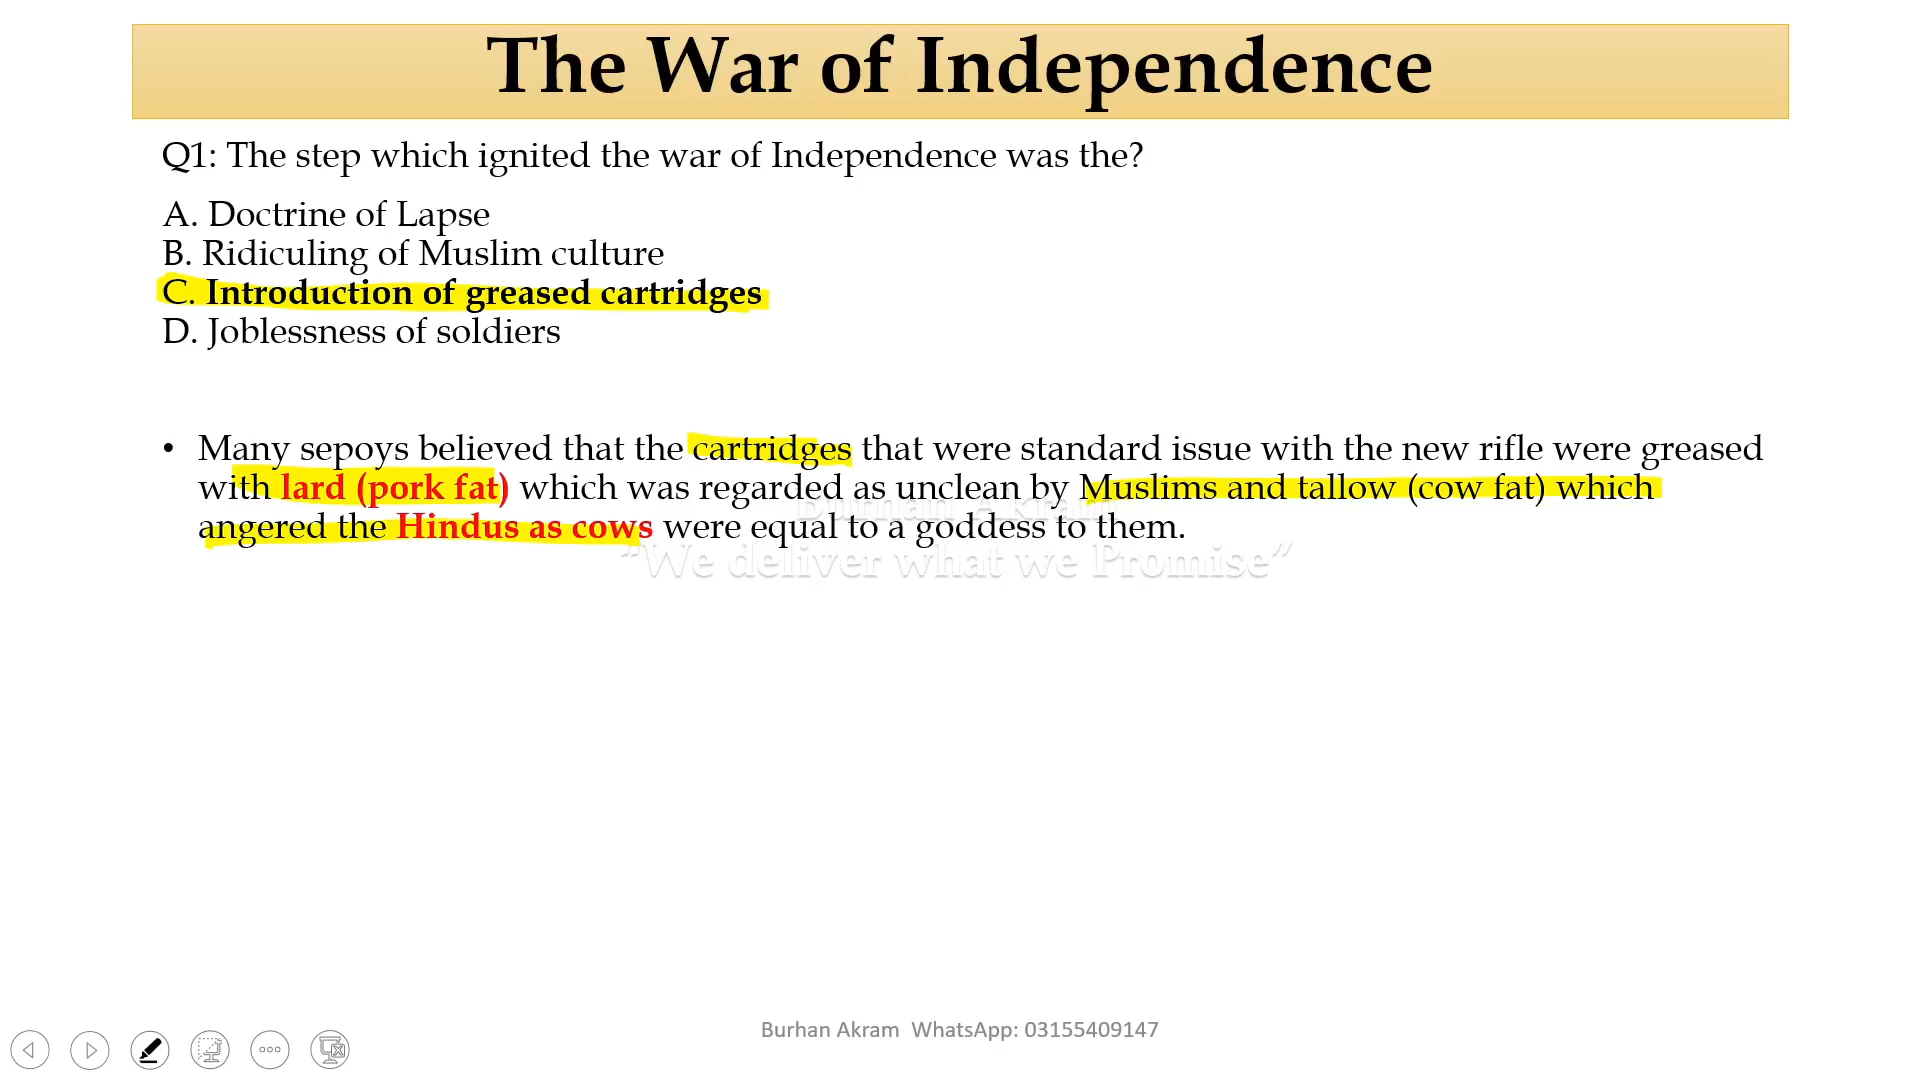 The War of Independence
Q1: The step which ignited the war of Independence was the?
A. Doctrine of Lapse
B. Ridiculing of Muslim culture
C. Introduction of greased cartridges
D. Joblessness of soldiers
• Many sepoys believed that the cartridges that were standard issue with the new rifle were greased
with lard (pork fat) which was regarded as unclean by Muslims and tallow (cow fat) which
angered the Hindus as cows were equal to a goddess to them.
Burhan Akram
"We deliver what we Promise"
Burhan Akram WhatsApp: 03155409147